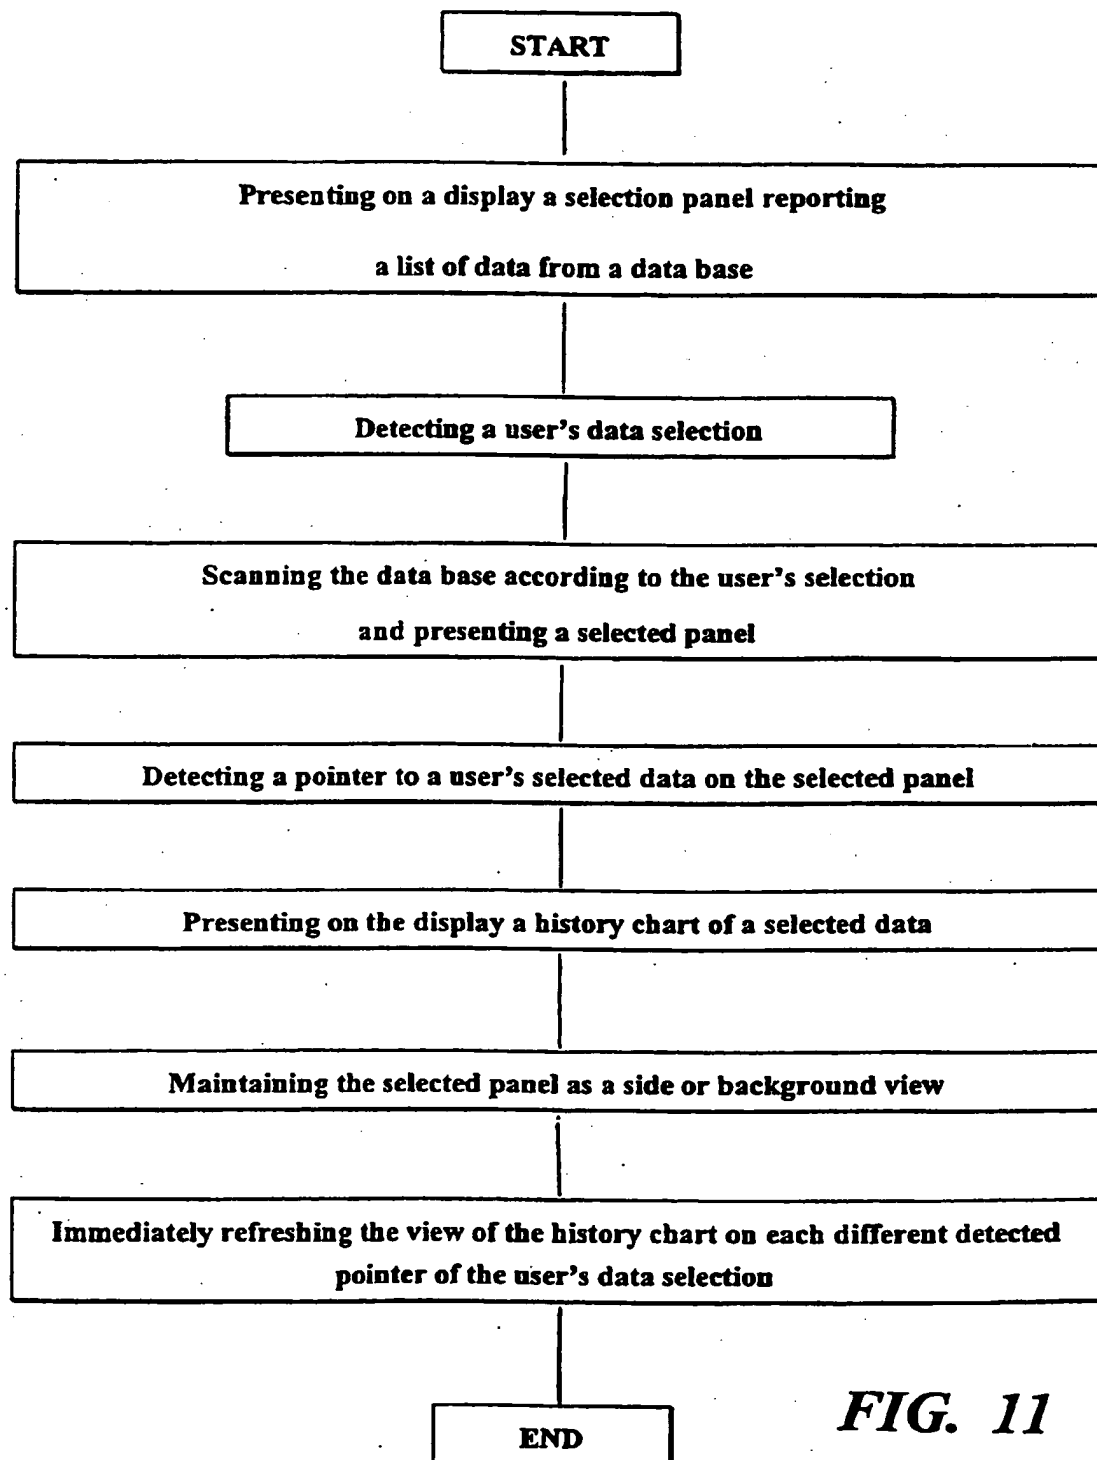 START
Presenting on a display a selection panel reporting
a list of data from a data base
Detecting a user's data selection
Scanning the data base according to the user's selection
and presenting a selected panel
Detecting a pointer to a user's selected data on the selected panel
Presenting on the display a history chart of a selected data
Maintaining the selected panel as a side or background view
Immediately refreshing the view of the history chart on each different detected
pointer of the user's data selection
END
FIG. 11